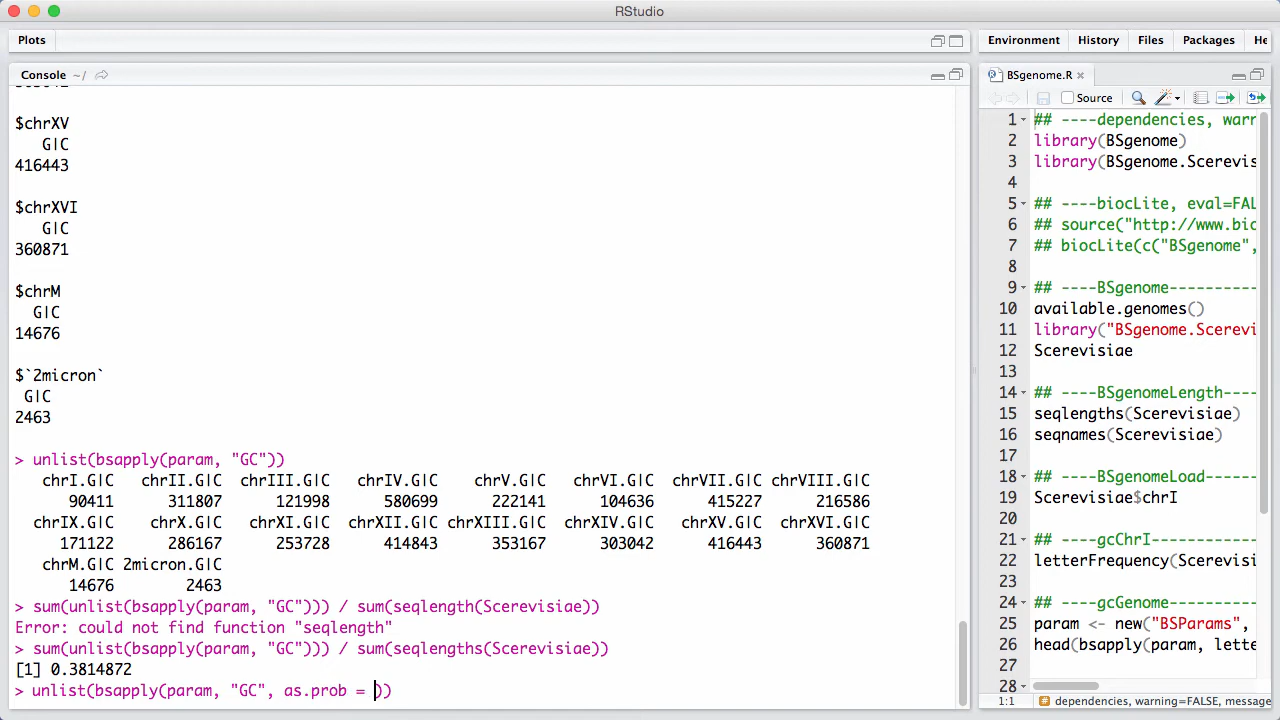 RStudio
Plots
Environment History Files Packages He
Console ~/
BSgenome.R
Source
$chrXV
G|C
416443
$chrXVI
G|C
360871
$chrM
G|C
14676
$`2micron`
G|C
2463
> unlist(bsapply(param, "GC"))
chrI.G|C chrII.G|C chrIII.G|C chrIV.G|C chrV.G|C chrVI.G|C chrVII.G|C chrVIII.G|C
90411 311807 121998 580699 222141 104636 415227 216586
chrIX.G|C chrX.G|C chrXI.G|C chrXII.G|C chrXIII.G|C chrXIV.G|C chrXV.G|C chrXVI.G|C
171122 286167 253728 414843 353167 303042 416443 360871
chrM.G|C 2micron.G|C
14676 2463
> sum(unlist(bsapply(param, "GC"))) / sum(seqlength(Scerevisiae))
Error: could not find function "seqlength"
> sum(unlist(bsapply(param, "GC"))) / sum(seqlengths(Scerevisiae))
[1] 0.3814872
> unlist(bsapply(param, "GC", as.prob = ))
1 ## ----dependencies, warr
2 library(BSgenome)
3 library(BSgenome.Scerevis
4
5 ## ----biocLite, eval=FAL
6 ## source("http://www.bio
7 ## biocLite(c("BSgenome",
8
9 ## ----BSgenome-----------
10 available.genomes()
11 library("BSgenome.Scerevi
12 Scerevisiae
13
14 ## ----BSgenomeLength-----
15 seqlengths(Scerevisiae)
16 seqnames(Scerevisiae)
17
18 ## ----BSgenomeLoad-------
19 Scerevisiae$chrI
20
21 ## ----gcChrI-------------
22 letterFrequency(Scerevisi
23
24 ## ----gcGenome-----------
25 param <- new("BSParams",
26 head(bsapply(param, lette
27
28
1:1 # dependencies, warning=FALSE, message